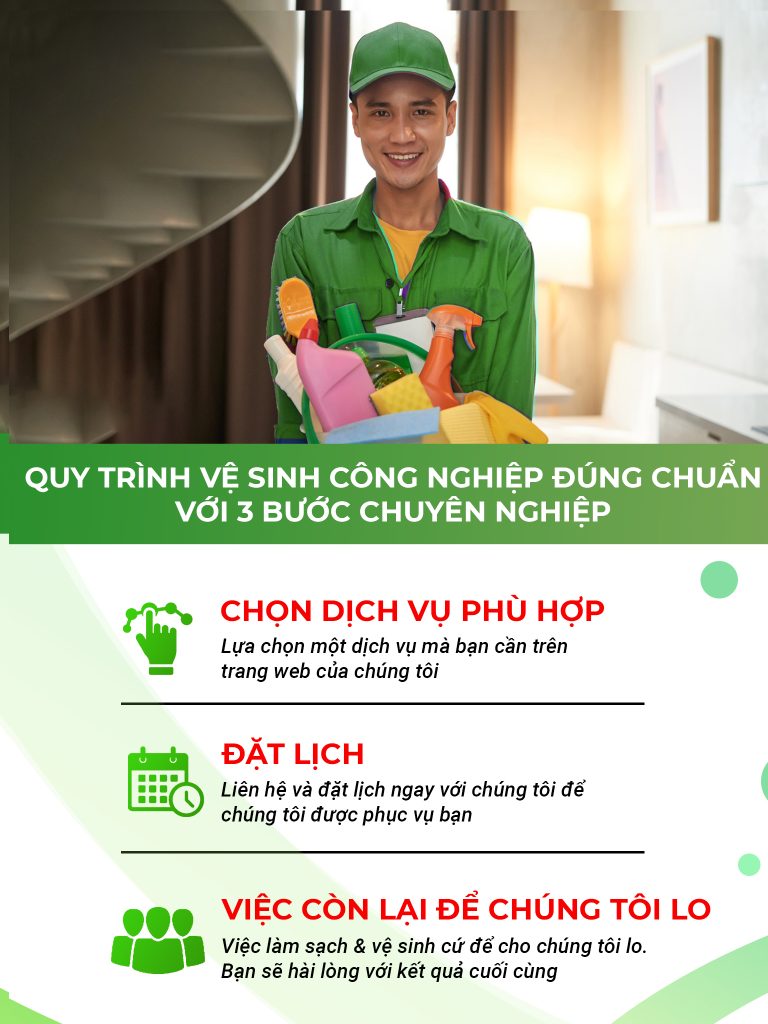 QUY TRÌNH VỆ SINH CÔNG NGHIỆP ĐÚNG CHUẨN
VỚI 3 BƯỚC CHUYÊN NGHIỆP
CHỌN DỊCH VỤ PHÙ HỢP
Lựa chọn một dịch vụ mà bạn cần trên
trang web của chúng tôi
ĐẶT LỊCH
Liên hệ và đặt lịch ngay với chúng tôi để
chúng tôi được phục vụ bạn
VIỆC CÒN LẠI ĐỂ CHÚNG TÔI LO
Việc làm sạch & vệ sinh cứ để cho chúng tôi lo.
Bạn sẽ hài lòng với kết quả cuối cùng